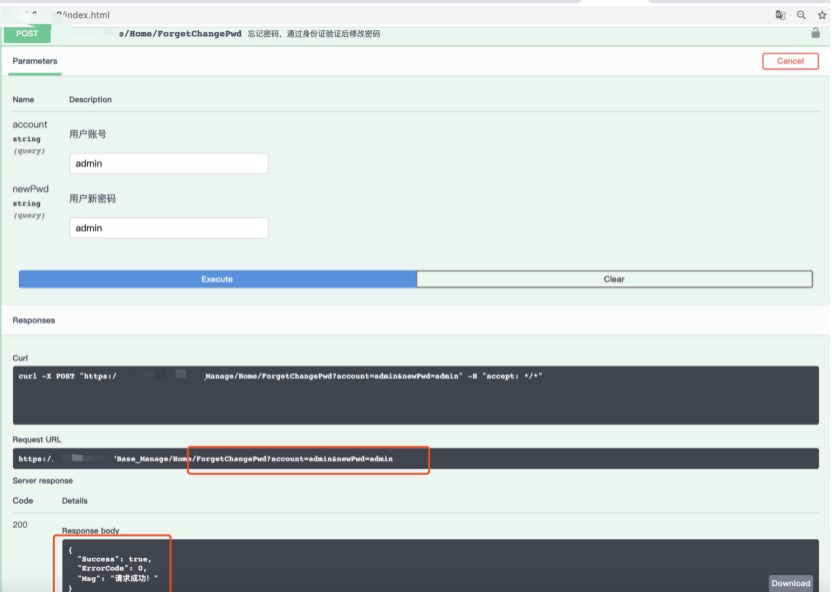 /index.html
POST a/Home/ForgetChangePwd 忘记密码，通过身份证验证后修改密码
Parameters Cancel
Name Description
account 用户账号
string
(query)
admin
newPwd 用户新密码
string
(query)
admin
Execute Clear
Responses
Curl
curl -X POST "https:/ Manage/Home/ForgetChangePwd?account=admin&newPwd=admin" -H "accept: */*"
Request URL
https:/. Base_Manage/Home/ForgetChangePwd?account=admin&newPwd=admin
Server response
Code Details
200
Response body
{
"Success": true,
"ErrorCode": 0,
"Msg": "请求成功！"
}
Download